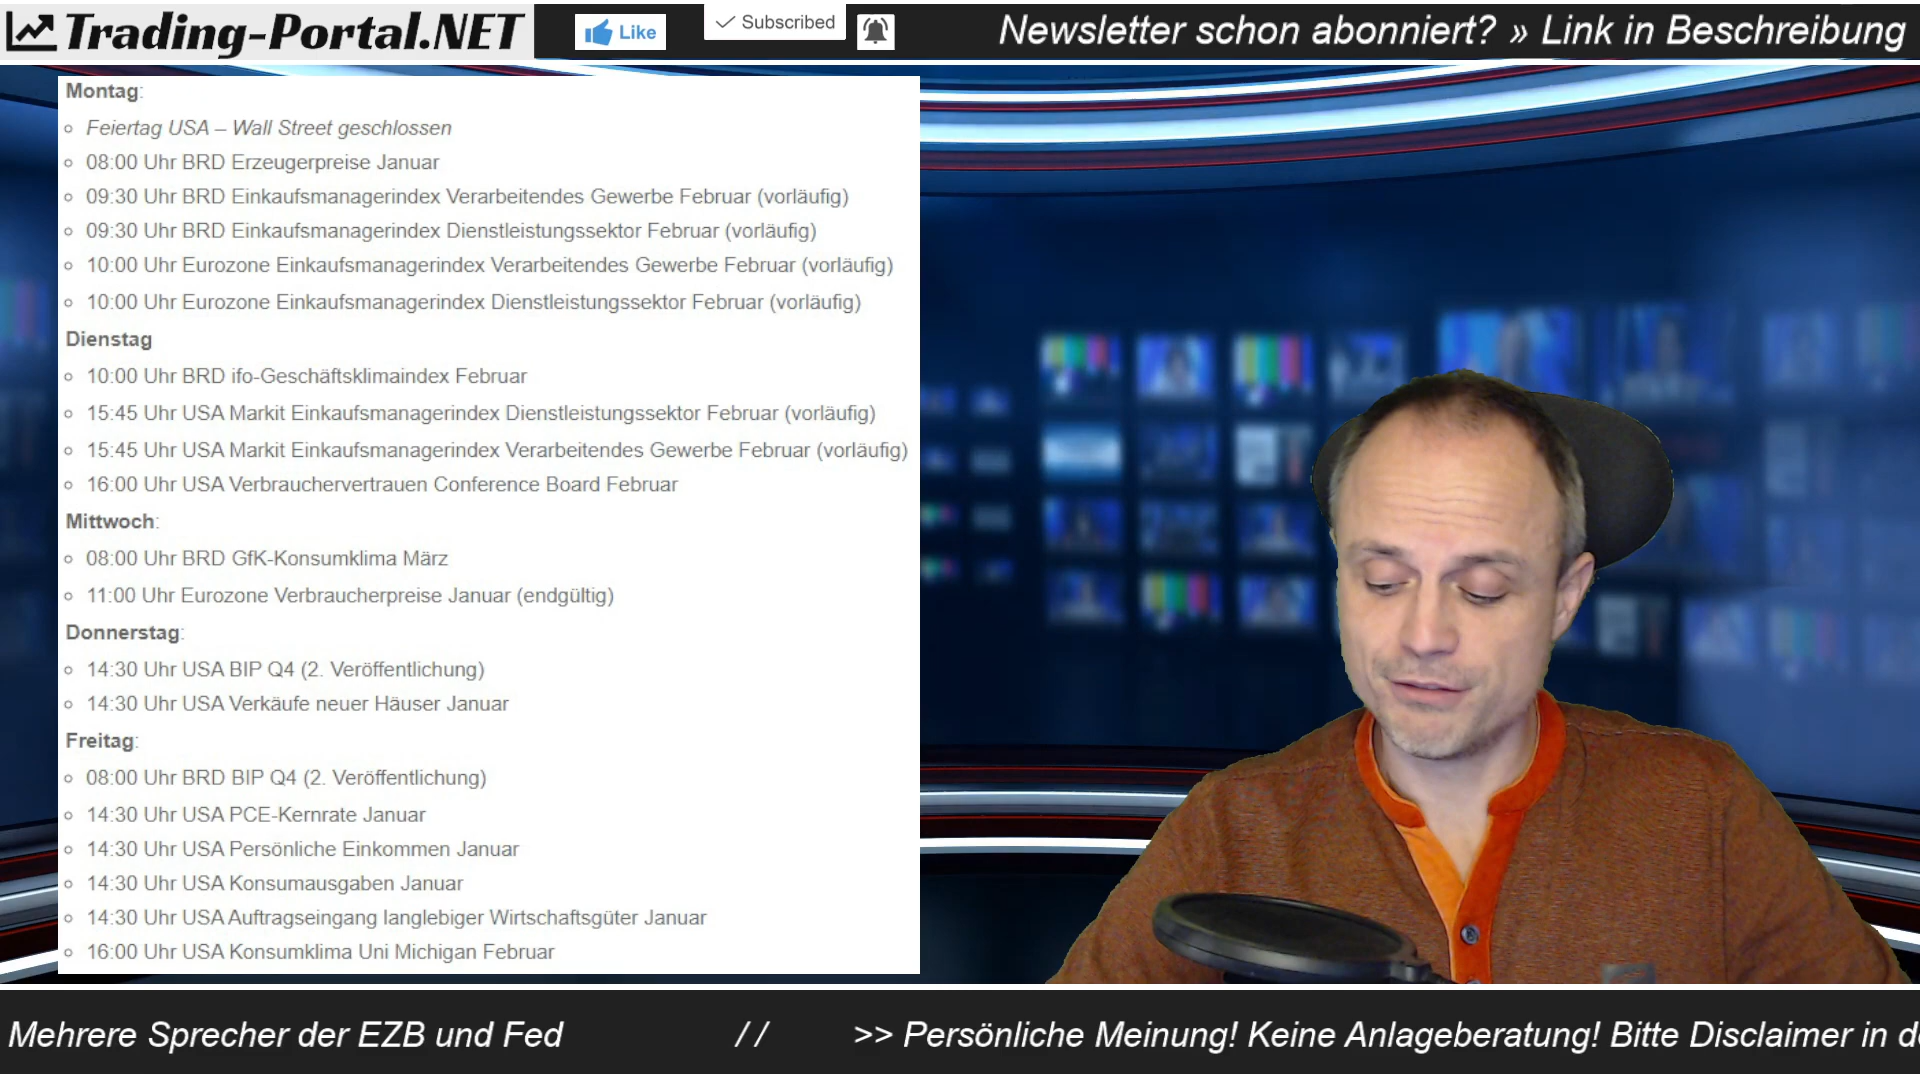 Trading-Portal.NET
Like
Subscribed
Newsletter schon abonniert? » Link in Beschreibung
Montag:
Feiertag USA – Wall Street geschlossen
08:00 Uhr BRD Erzeugerpreise Januar
09:30 Uhr BRD Einkaufsmanagerindex Verarbeitendes Gewerbe Februar (vorläufig)
09:30 Uhr BRD Einkaufsmanagerindex Dienstleistungssektor Februar (vorläufig)
10:00 Uhr Eurozone Einkaufsmanagerindex Verarbeitendes Gewerbe Februar (vorläufig)
10:00 Uhr Eurozone Einkaufsmanagerindex Dienstleistungssektor Februar (vorläufig)
Dienstag
10:00 Uhr BRD ifo-Geschäftsklimaindex Februar
15:45 Uhr USA Markit Einkaufsmanagerindex Dienstleistungssektor Februar (vorläufig)
15:45 Uhr USA Markit Einkaufsmanagerindex Verarbeitendes Gewerbe Februar (vorläufig)
16:00 Uhr USA Verbrauchervertrauen Conference Board Februar
Mittwoch:
08:00 Uhr BRD GfK-Konsumklima März
11:00 Uhr Eurozone Verbraucherpreise Januar (endgültig)
Donnerstag:
14:30 Uhr USA BIP Q4 (2. Veröffentlichung)
14:30 Uhr USA Verkäufe neuer Häuser Januar
Freitag:
08:00 Uhr BRD BIP Q4 (2. Veröffentlichung)
14:30 Uhr USA PCE-Kernrate Januar
14:30 Uhr USA Persönliche Einkommen Januar
14:30 Uhr USA Konsumausgaben Januar
14:30 Uhr USA Auftragseingang langlebiger Wirtschaftsgüter Januar
16:00 Uhr USA Konsumklima Uni Michigan Februar
Mehrere Sprecher der EZB und Fed // >> Persönliche Meinung! Keine Anlageberatung! Bitte Disclaimer in de